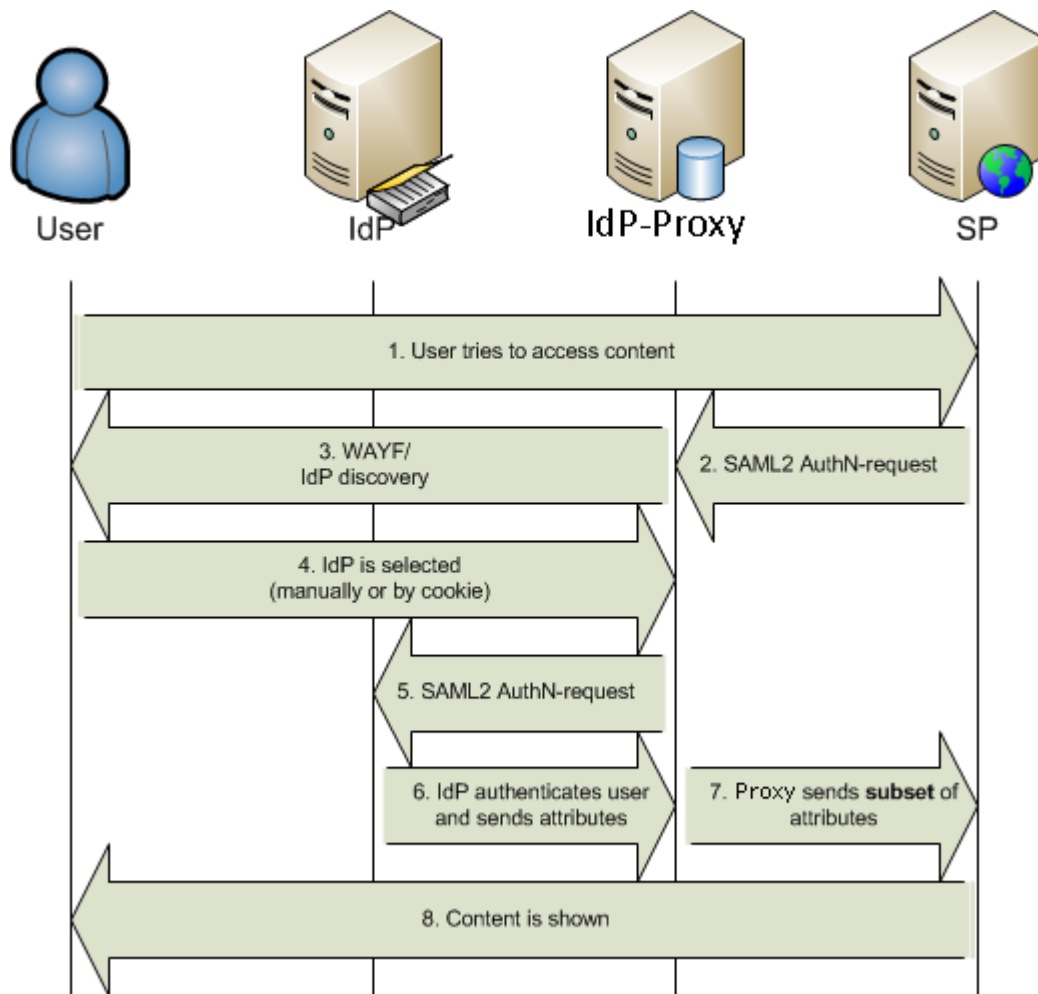 User
IdP
IdP-Proxy
SP
1. User tries to access content
3. WAYF/
IdP discovery
2. SAML2 AuthN-request
4. IdP is selected
(manually or by cookie)
5. SAML2 AuthN-request
6. IdP authenticates user
and sends attributes
7. Proxy sends subset of
attributes
8. Content is shown